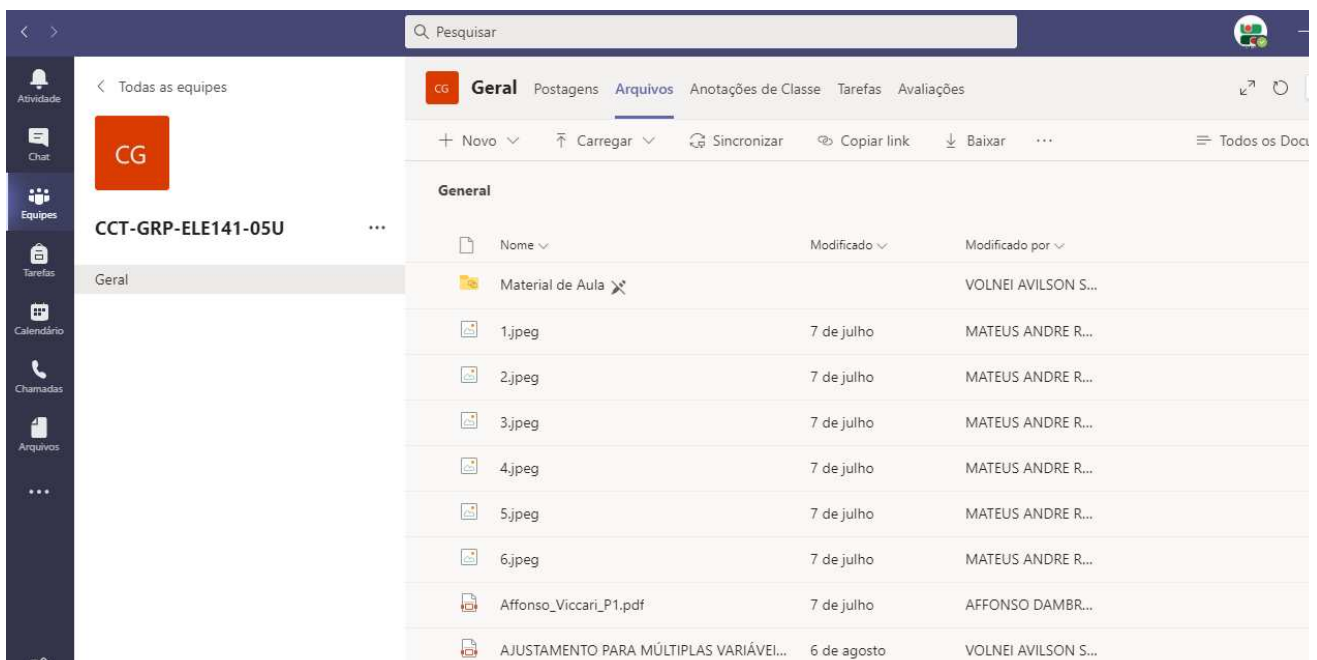 Pesquisar
Atividade
Chat
Equipes
Tarefas
Calendário
Chamadas
Arquivos
Todas as equipes
CG
CCT-GRP-ELE141-05U
Geral
CG Geral Postagens Arquivos Anotações de Classe Tarefas Avaliações
Novo Carregar Sincronizar Copiar link Baixar Todos os Docu
General
Nome Modificado Modificado por
Material de Aula VOLNEI AVILSON S...
1.jpeg 7 de julho MATEUS ANDRE R...
2.jpeg 7 de julho MATEUS ANDRE R...
3.jpeg 7 de julho MATEUS ANDRE R...
4.jpeg 7 de julho MATEUS ANDRE R...
5.jpeg 7 de julho MATEUS ANDRE R...
6.jpeg 7 de julho MATEUS ANDRE R...
Affonso_Viccari_P1.pdf 7 de julho AFFONSO DAMBR...
AJUSTAMENTO PARA MÚLTIPLAS VARIÁVEI... 6 de agosto VOLNEI AVILSON S...